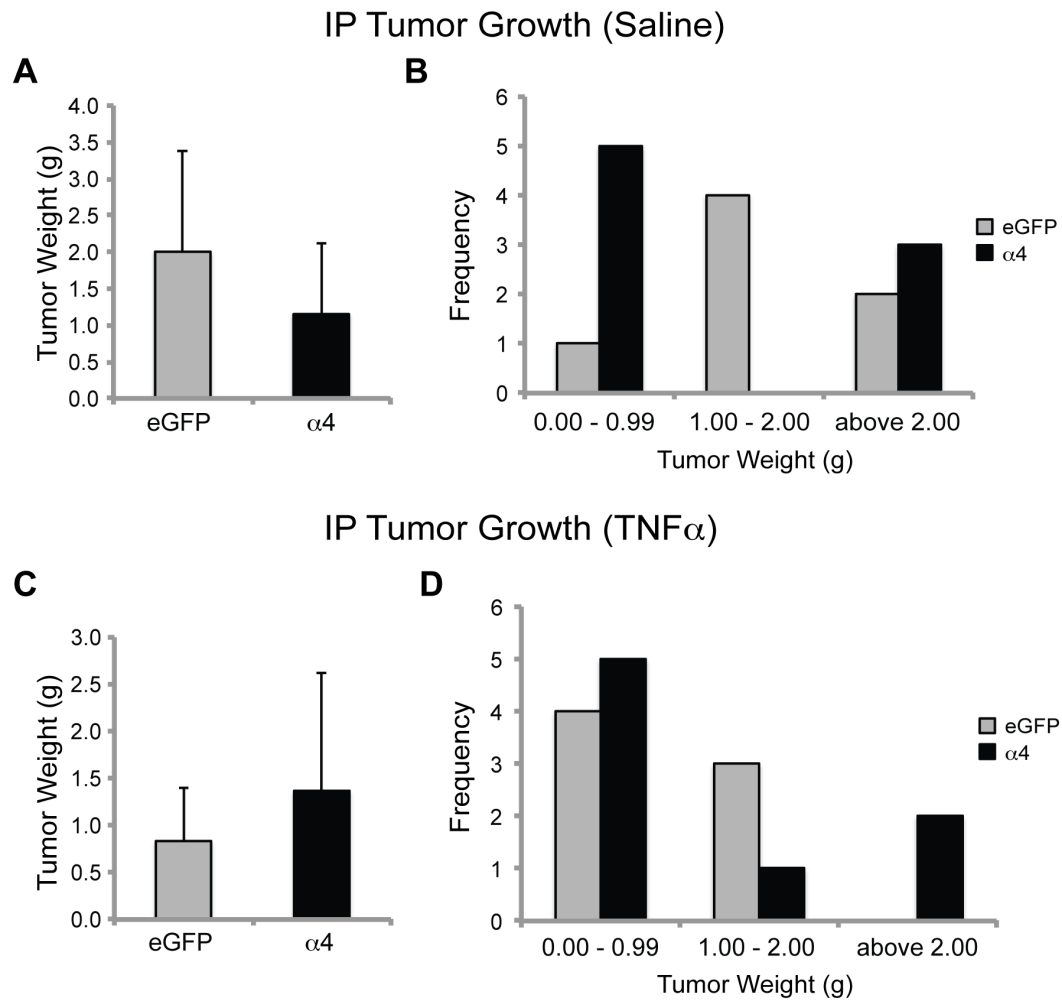 IP Tumor Growth (Saline)
A
Tumor Weight (g)
4.0
3.5
3.0
2.5
2.0
1.5
1.0
0.5
0.0
eGFP
α4
B
Frequency
6
5
4
3
2
1
0
0.00 - 0.99
1.00 - 2.00
above 2.00
Tumor Weight (g)
eGFP
α4
IP Tumor Growth (TNFα)
C
Tumor Weight (g)
3.0
2.5
2.0
1.5
1.0
0.5
0.0
eGFP
α4
D
Frequency
6
5
4
3
2
1
0
0.00 - 0.99
1.00 - 2.00
above 2.00
Tumor Weight (g)
eGFP
α4